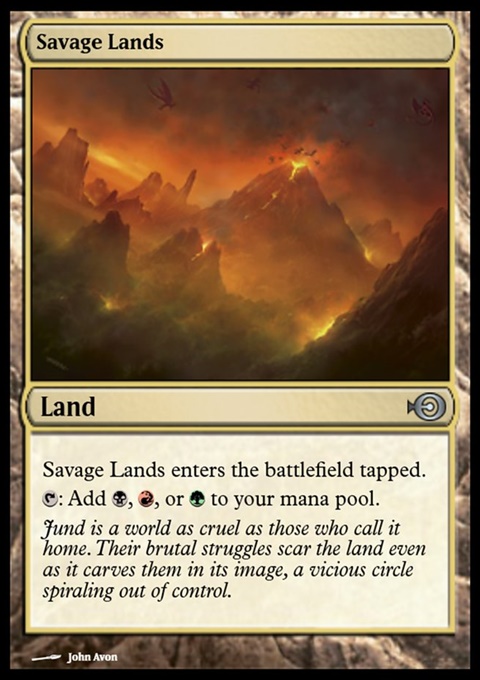 Savage Lands
Land
Savage Lands enters the battlefield tapped.
: Add , , or to your mana pool.
Jund is a world as cruel as those who call it
home. Their brutal struggles scar the land even
as it carves them in its image, a vicious circle
spiraling out of control.
John Avon